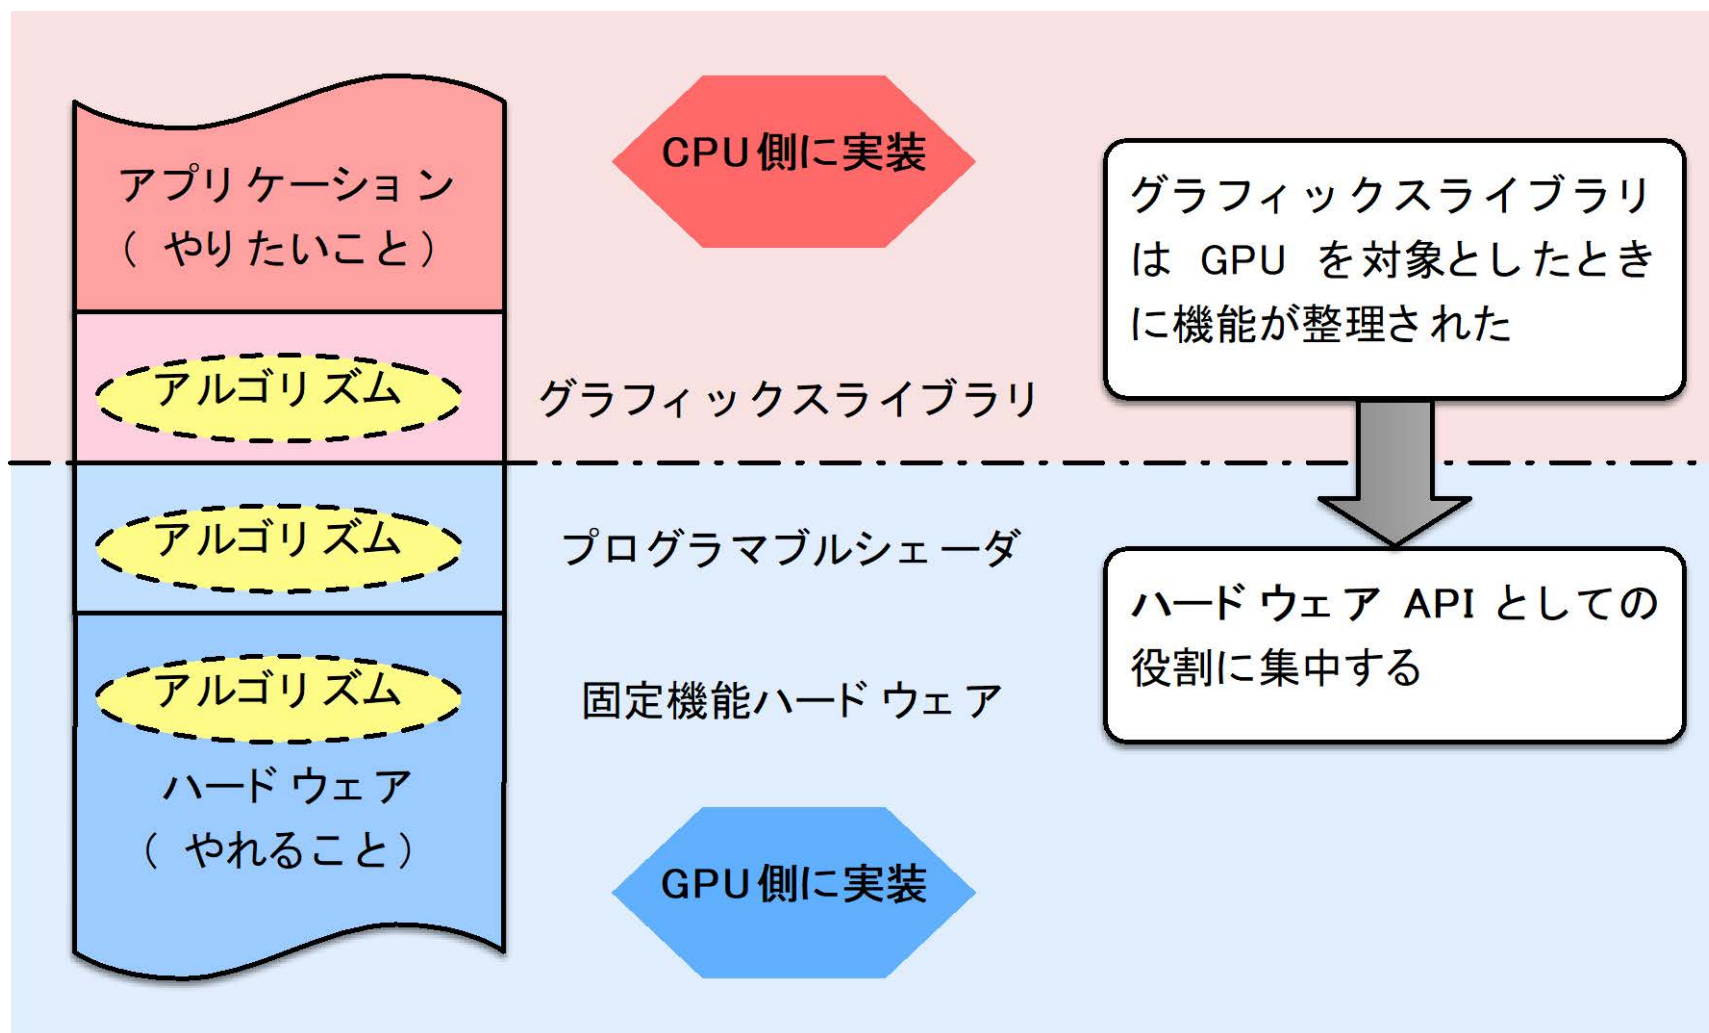 アプリケーション
（やりたいこと）
アルゴリズム
アルゴリズム
アルゴリズム
ハードウェア
（やれること）
CPU側に実装
グラフィックスライブラリ
プログラマブルシェーダ
固定機能ハードウェア
GPU側に実装
グラフィックスライブラリ
は GPU を対象としたとき
に機能が整理された
ハードウェア API としての
役割に集中する